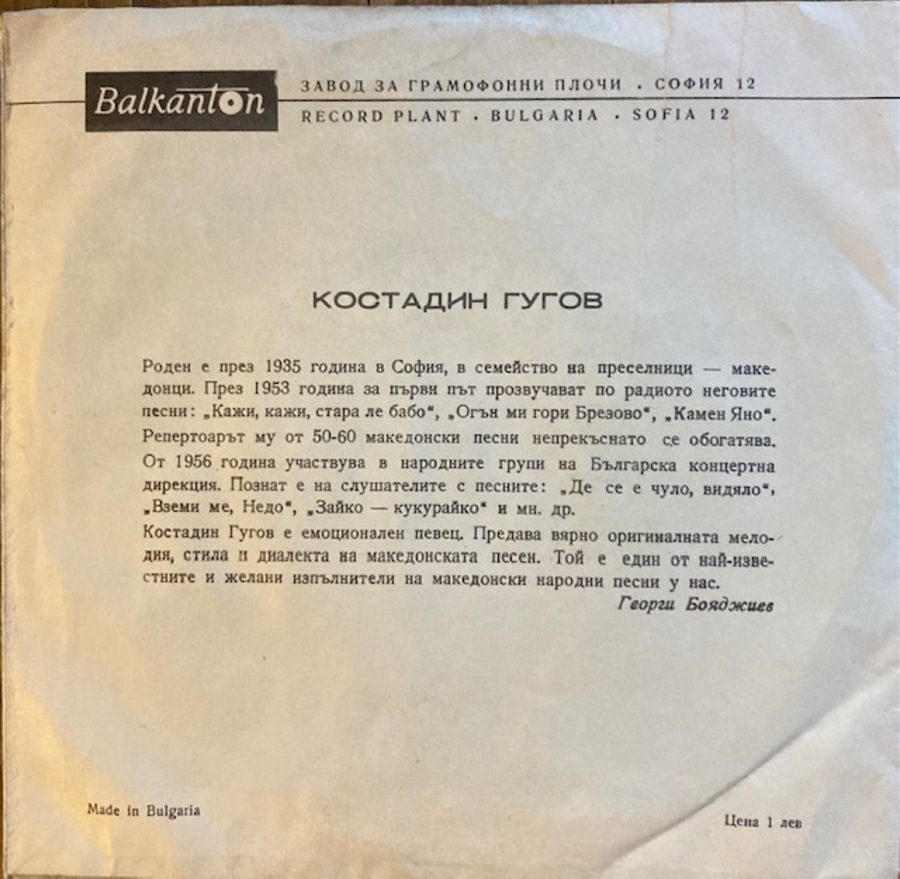 Balkanton
ЗАВОД ЗА ГРАМОФОННИ ПЛОЧИ . СОФИЯ 12
RECORD PLANT . BULGARIA . SOFIA 12
КОСТАДИН ГУГОВ
Роден е през 1935 година в София, в семейство на преселници — маке-
донци. През 1953 година за първи път прозвучават по радиото неговите
песни: „Кажи, кажи, стара ле бабо“, „Огън ми гори Брезово“, „Камен Яно“.
Репертоарът му от 50-60 македонски песни непрекъснато се обогатява.
От 1956 година участвува в народните групи на Българска концертна
дирекция. Познат е на слушателите с песните: „Де се е чуло, видяло“,
„Вземи ме, Недо“, „Зайко — кукурайко“ и мн. др.
Костадин Гугов е емоционален певец. Предава вярно оригиналната мело-
дия, стила и диалекта на македонската песен. Той е един от най-изве-
стните и желани изпълнители на македонски народни песни у нас.
Георги Бояджиев
Made in Bulgaria
Цена 1 лев